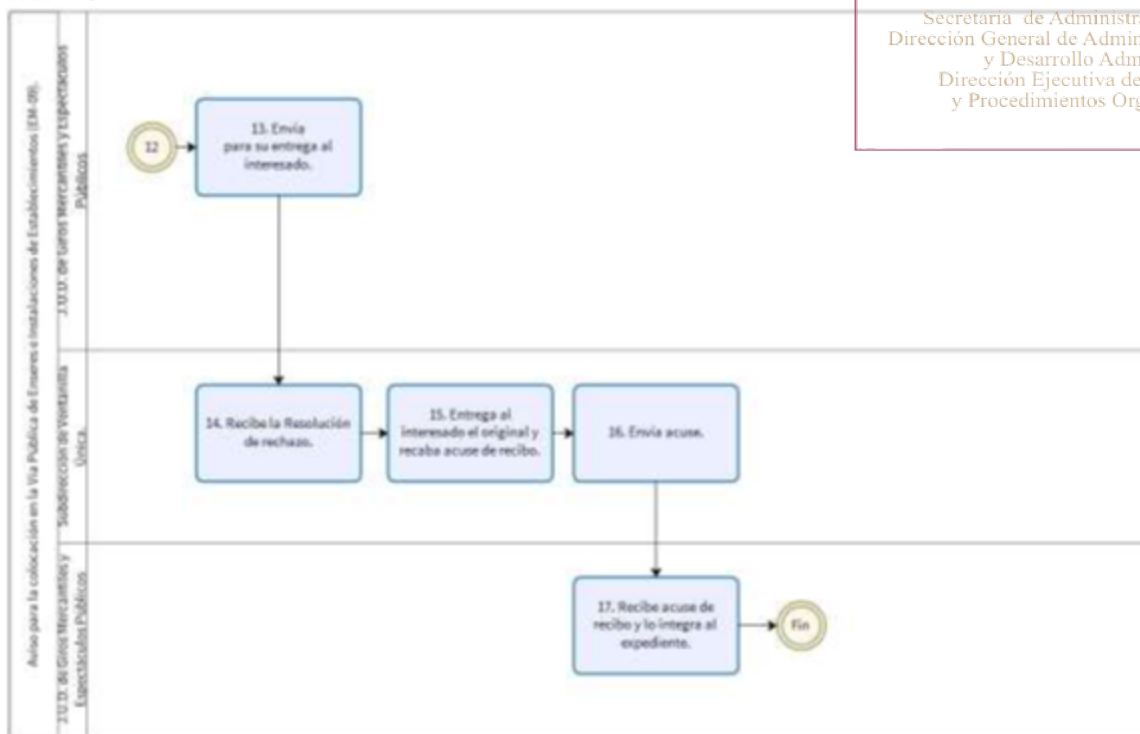 Secretaria de Administra
Dirección General de Admin
y Desarrollo Adm
Dirección Ejecutiva de
y Procedimientos Org
Aviso para la colocación en la Vía Pública de Enseres e Instalaciones de Establecimientos (EM-09).
J.U.D. de Giros Mercantiles y Espectáculos
Públicos
12
13. Envía
para su entrega al
interesado.
Subdirección de Ventanilla
Única
14. Recibe la Resolución
de rechazo.
15. Entrega al
interesado el original y
recaba acuse de recibo.
16. Envía acuse.
J.U.D. de Giros Mercantiles y
Espectáculos Públicos
17. Recibe acuse de
recibo y lo integra al
expediente.
Fin